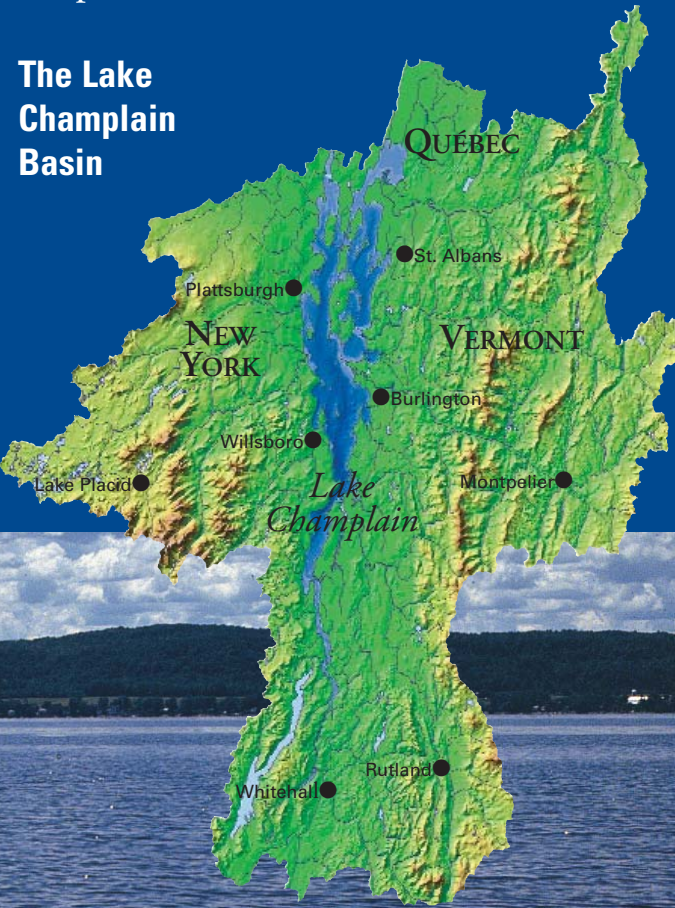 The Lake
Champlain
Basin
QUÉBEC
St. Albans
Plattsburgh
NEW
YORK
VERMONT
Burlington
Willsboro
Lake Placid
Montpelier
Lake
Champlain
Rutland
Whitehall